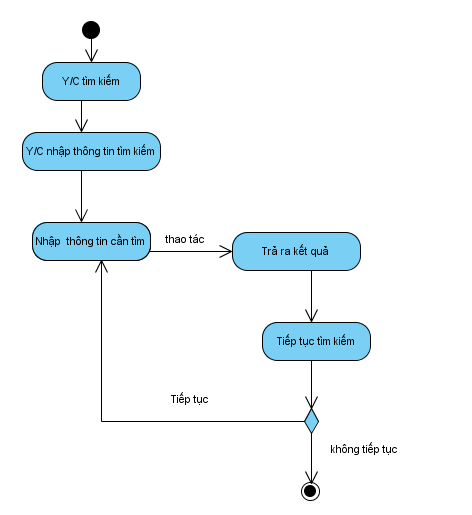 Y/C tìm kiếm
Y/C nhập thông tin tìm kiếm
Nhập thông tin cần tìm
thao tác
Trả ra kết quả
Tiếp tục tìm kiếm
Tiếp tục
không tiếp tục